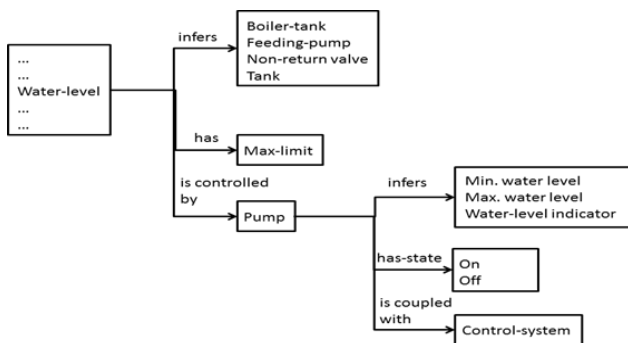 ...
...
Water-level
...
...
infers
Boiler-tank
Feeding-pump
Non-return valve
Tank
has
Max-limit
is controlled
by
Pump
infers
Min. water level
Max. water level
Water-level indicator
has-state
On
Off
is coupled
with
Control-system